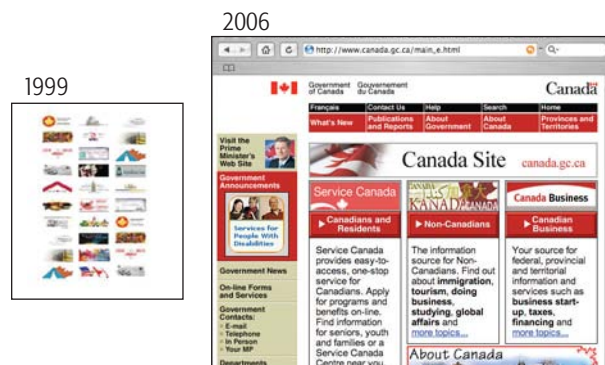 2006
http://www.canada.gc.ca/main_e.html
Q-
1999
Government of Canada
Gouvernement du Canada
Canada
Français
Contact Us
Help
Search
Home
What's New
Publications and Reports
About Government
About Canada
Provinces and Territories
Visit the
Prime
Minister's
Web Site
Canada Site
canada.gc.ca
Government
Announcements
Services for
People With
Disabilities
Government News
On-line Forms
and Services
Government
Contacts:
E-mail
Telephone
In Person
Your MP
Departments
Service Canada
Canadians and
Residents
Service Canada
provides easy-to-
access, one-stop
service for
Canadians. Apply
for programs and
benefits on-line.
Find information
for seniors, youth
and families or a
Service Canada
Centre near you
KANADA
CANADA
Non-Canadians
The information
source for Non-
Canadians. Find out
about immigration,
tourism, doing
business,
studying, global
affairs and
more topics...
Canada Business
Canadian
Business
Your source for
federal, provincial
and territorial
information and
services such as
business start-
up, taxes,
financing and
more topics...
About Canada